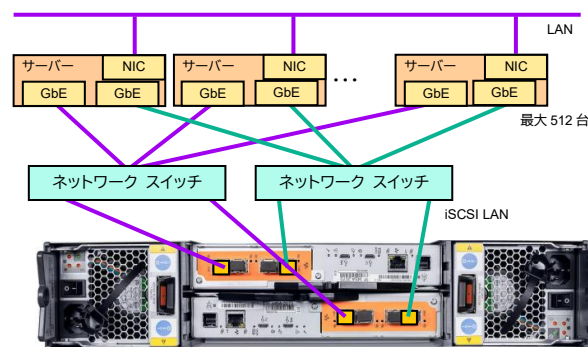 LAN
サーバー NIC
GbE GbE
サーバー NIC
GbE GbE
...
サーバー NIC
GbE GbE
最大 512 台
ネットワーク スイッチ
ネットワーク スイッチ
iSCSI LAN